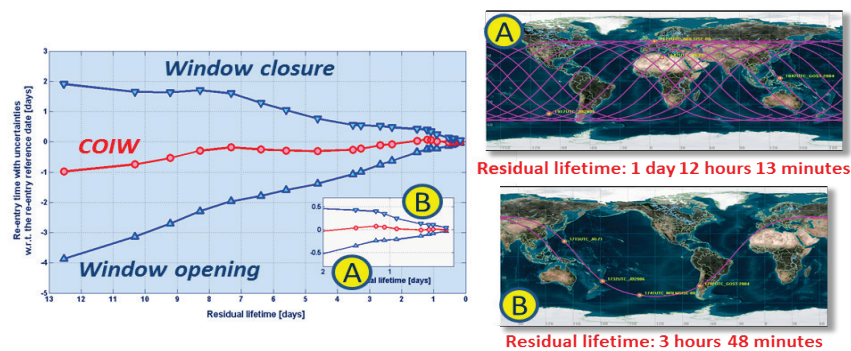 3
2
1
0
-1
-2
-3
-4
-5
13
12
11
10
9
8
7
6
5
4
3
2
1
0
Re-entry time with uncertainties
w.r.t. the re-entry reference date [days]
Residual lifetime [days]
Window closure
COIW
Window opening
0.5
0
-0.5
2
1
lifetime [days]
B
A
A
Residual lifetime: 1 day 12 hours 13 minutes
B
Residual lifetime: 3 hours 48 minutes